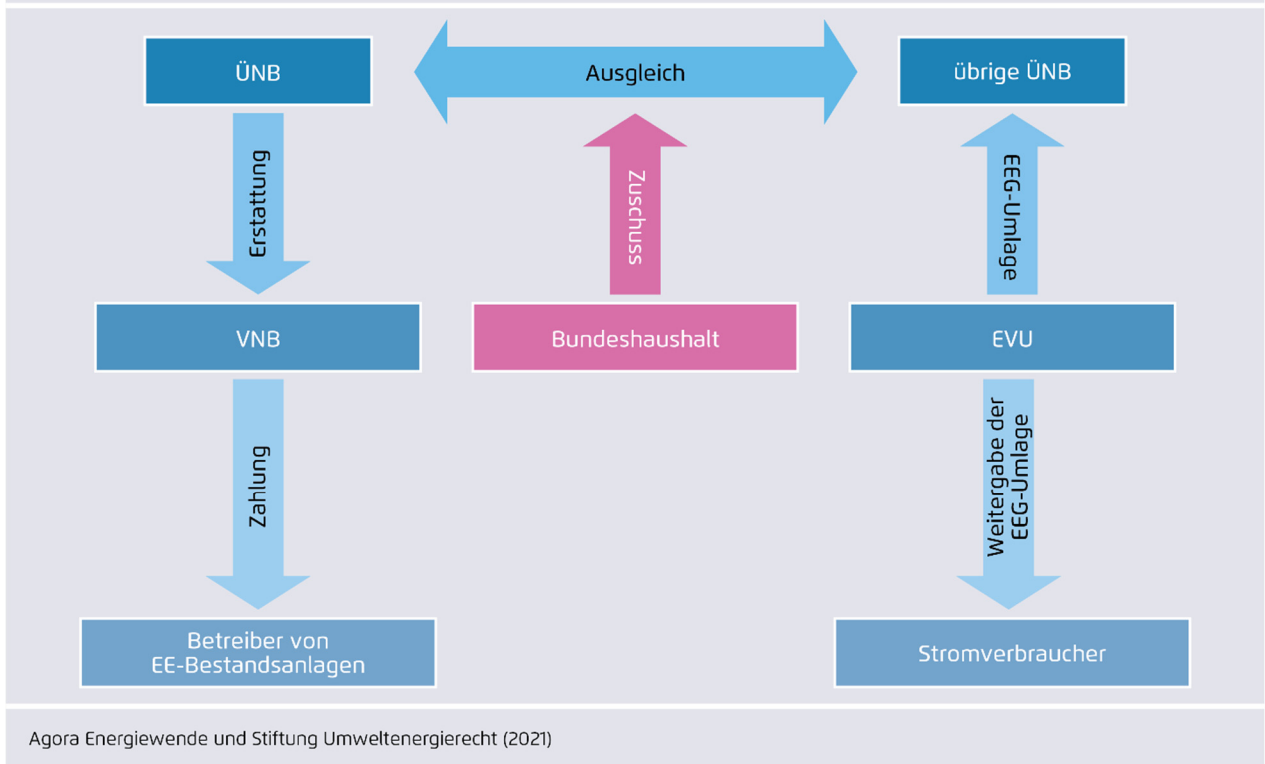 ÜNB
Ausgleich
übrige ÜNB
Erstattung
Zuschuss
EEG-Umlage
VNB
Bundeshaushalt
EVU
Zahlung
Weitergabe der
EEG-Umlage
Betreiber von
EE-Bestandsanlagen
Stromverbraucher
Agora Energiewende und Stiftung Umweltenergierecht (2021)